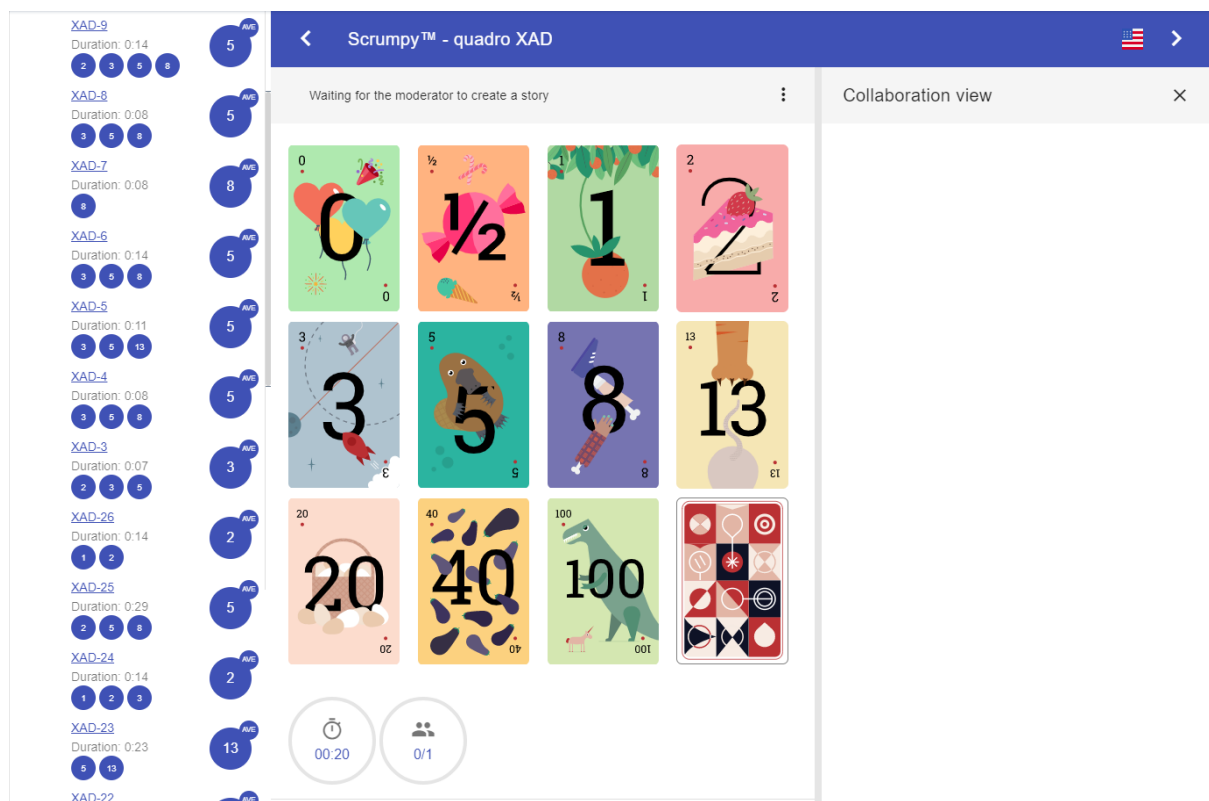 XAD-9
AVE
Duration: 0:14
5
2 3 5 8
XAD-8
AVE
Duration: 0:08
5
3 5 8
XAD-7
AVE
Duration: 0:08
8
8
XAD-6
AVE
Duration: 0:14
5
3 5 8
XAD-5
AVE
Duration: 0:11
5
3 5 13
XAD-4
AVE
Duration: 0:08
5
3 5 8
XAD-3
AVE
Duration: 0:07
3
2 3 5
XAD-26
AVE
Duration: 0:14
2
1 2
XAD-25
AVE
Duration: 0:29
5
2 5 8
XAD-24
AVE
Duration: 0:14
2
1 2 3
XAD-23
AVE
Duration: 0:23
13
5 13
XAD-22
AVE
Scrumpy™ - quadro XAD
Waiting for the moderator to create a story
0 ½ 1 2
0 ½ 1 2
0 ½ 1 2
3 5 8 13
3 5 8 13
3 5 8 13
20 40 100
20 40 100
20 40 100
00:20 0/1
Collaboration view